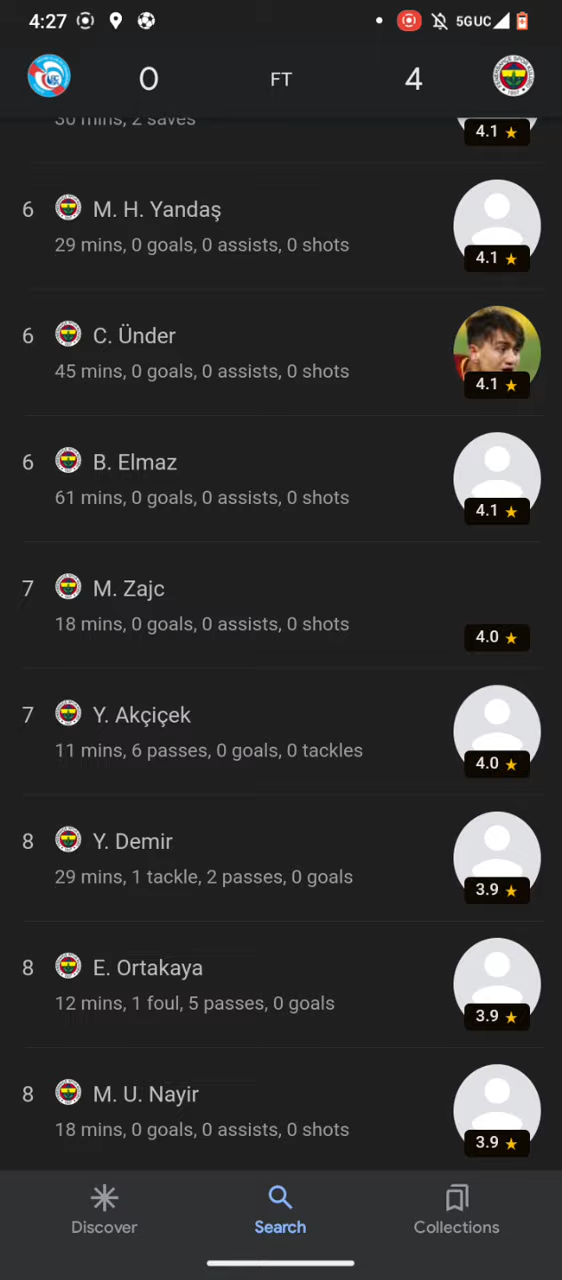 4:27
5GUC
0
FT
4
30 mins, 2 saves
4.1 ★
6
M. H. Yandaş
29 mins, 0 goals, 0 assists, 0 shots
4.1 ★
6
C. Ünder
45 mins, 0 goals, 0 assists, 0 shots
4.1 ★
6
B. Elmaz
61 mins, 0 goals, 0 assists, 0 shots
4.1 ★
7
M. Zajc
18 mins, 0 goals, 0 assists, 0 shots
4.0 ★
7
Y. Akçiçek
11 mins, 6 passes, 0 goals, 0 tackles
4.0 ★
8
Y. Demir
29 mins, 1 tackle, 2 passes, 0 goals
3.9 ★
8
E. Ortakaya
12 mins, 1 foul, 5 passes, 0 goals
3.9 ★
8
M. U. Nayir
18 mins, 0 goals, 0 assists, 0 shots
3.9 ★
Discover
Search
Collections